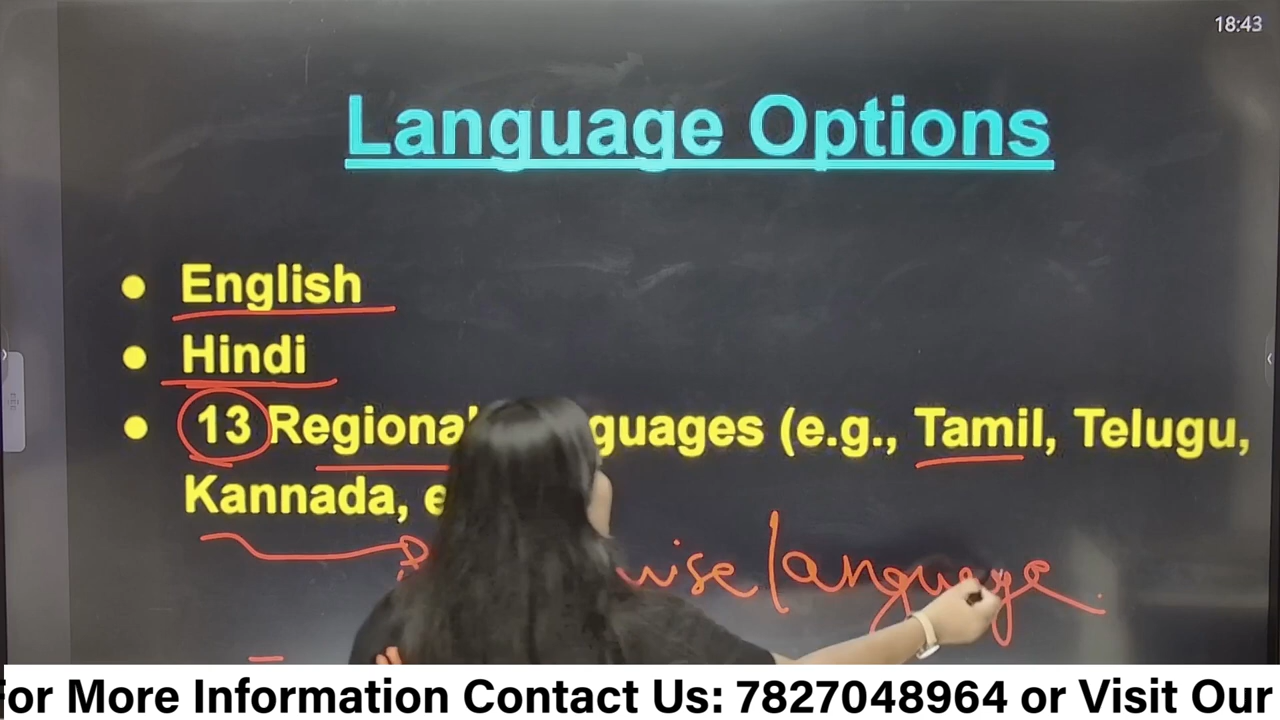 18:43
Language Options
● English
● Hindi
● 13 Regional guages (e.g., Tamil, Telugu,
Kannada, e
wise language.
For More Information Contact Us: 7827048964 or Visit Our